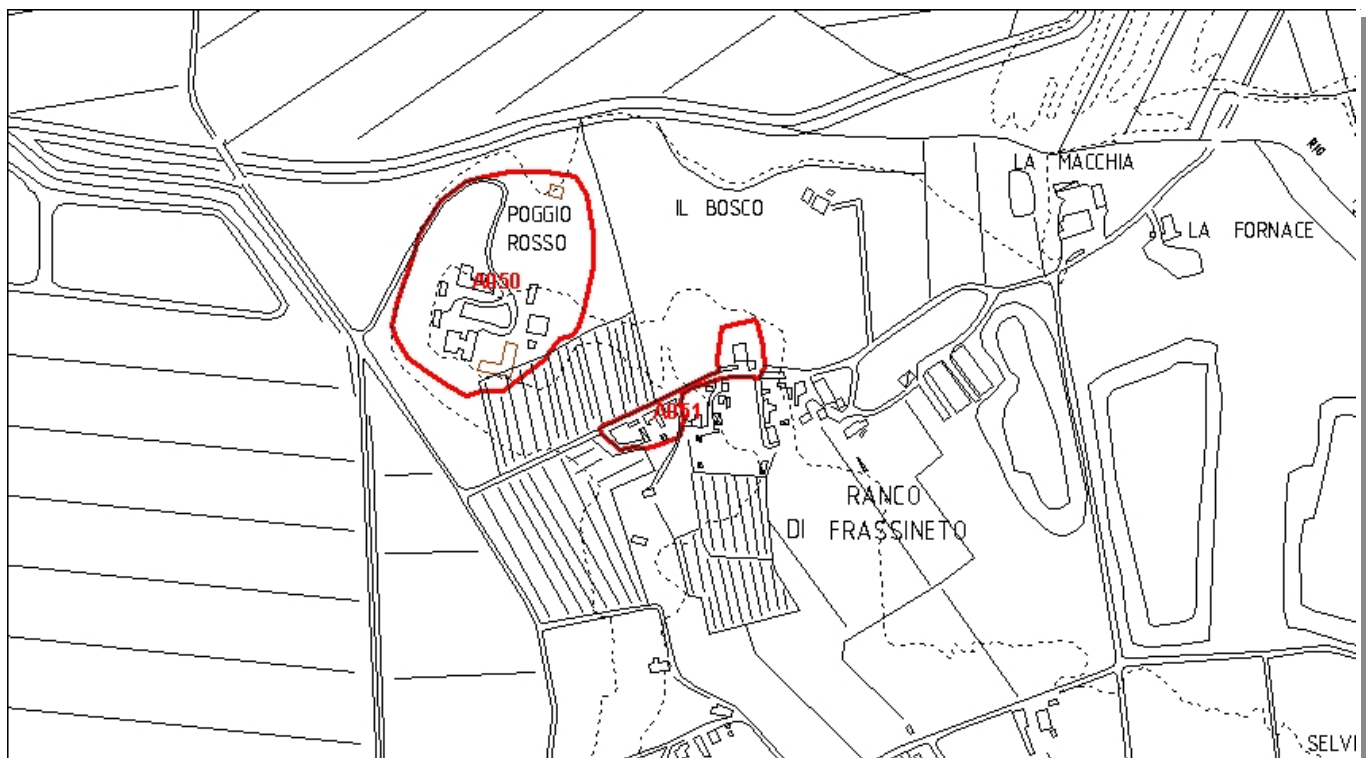 RIO
LA MACCHIA
POGGIO
ROSSO
IL BOSCO
LA FORNACE
A050
A051
RANCO
DI FRASSINETO
SELVI